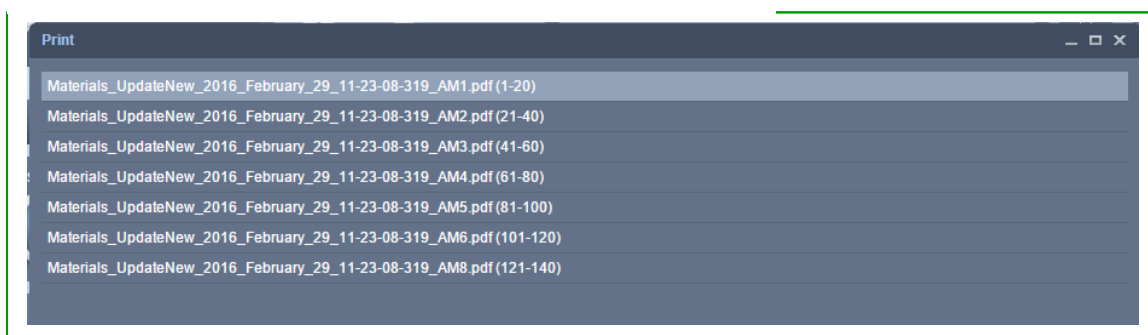 Print
Materials_UpdateNew_2016_February_29_11-23-08-319_AM1.pdf (1-20)
Materials_UpdateNew_2016_February_29_11-23-08-319_AM2.pdf (21-40)
Materials_UpdateNew_2016_February_29_11-23-08-319_AM3.pdf (41-60)
Materials_UpdateNew_2016_February_29_11-23-08-319_AM4.pdf (61-80)
Materials_UpdateNew_2016_February_29_11-23-08-319_AM5.pdf (81-100)
Materials_UpdateNew_2016_February_29_11-23-08-319_AM6.pdf (101-120)
Materials_UpdateNew_2016_February_29_11-23-08-319_AM8.pdf (121-140)